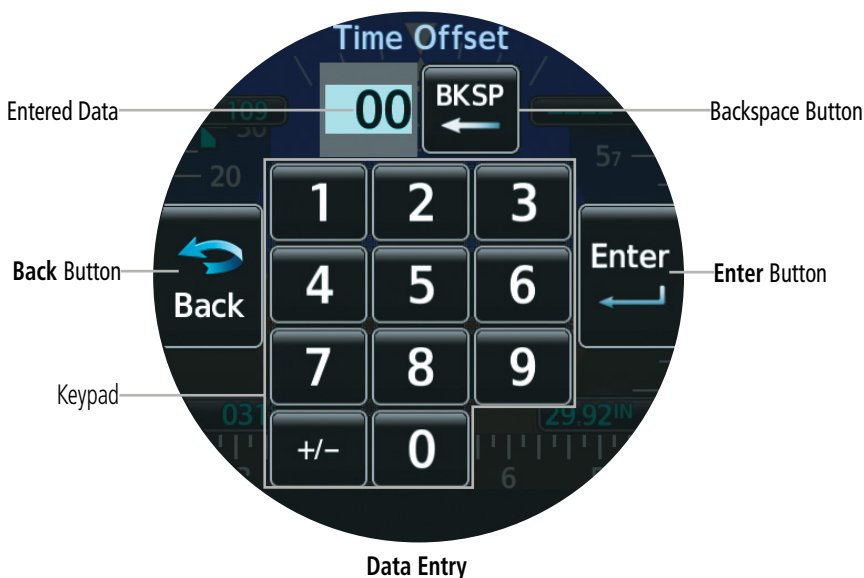 Time Offset
Entered Data
00
BKSP
Backspace Button
109
20
57
1 2 3
Back Button
Back
4 5 6
Enter
Enter Button
7 8 9
Keypad
031
29.92IN
+/- 0
6
Data Entry